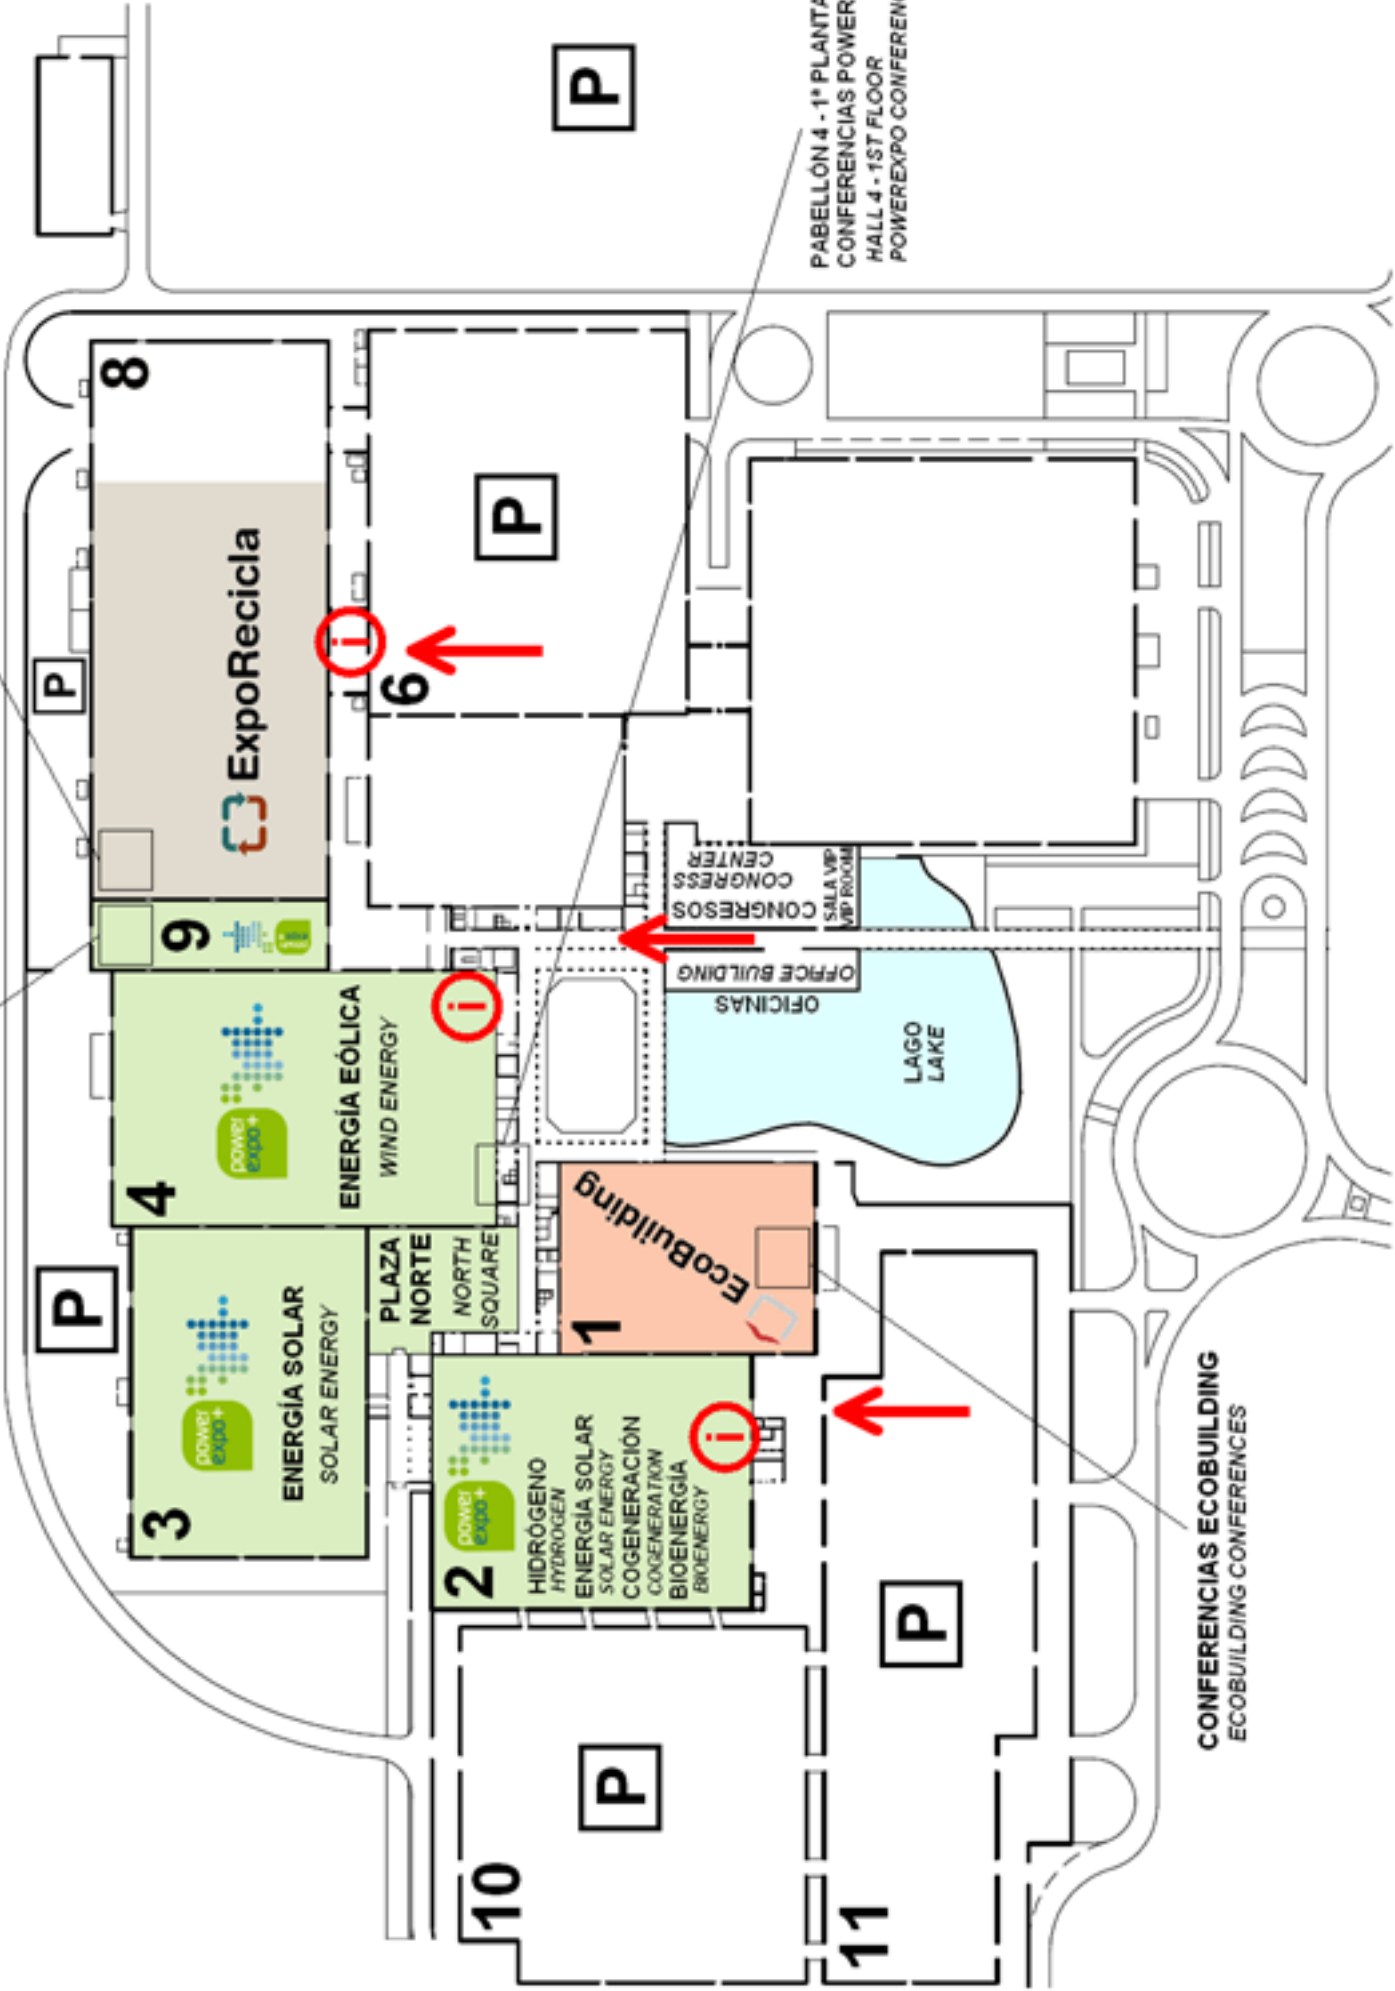 P
PABELLÓN 4 - 1ª PLANTA
CONFERENCIAS POWER
HALL 4 - 1ST FLOOR
POWEREXPO CONFEREN
8
ExpoRecicla
P
i
6
P
9
4
power
expo+
ENERGÍA EÓLICA
WIND ENERGY
i
CONGRESOS
CONGRESS
CENTER
SALA VIP
VIP ROOM
OFICINAS
OFFICE BUILDING
LAGO
LAKE
P
3
power
expo+
ENERGÍA SOLAR
SOLAR ENERGY
PLAZA
NORTE
NORTH
SQUARE
1
EcoBuilding
2
power
expo+
HIDRÓGENO
HYDROGEN
ENERGÍA SOLAR
SOLAR ENERGY
COGENERACIÓN
COGENERATION
BIOENERGÍA
BIOENERGY
i
CONFERENCIAS ECOBUILDING
ECOBUILDING CONFERENCES
10
P
11
P